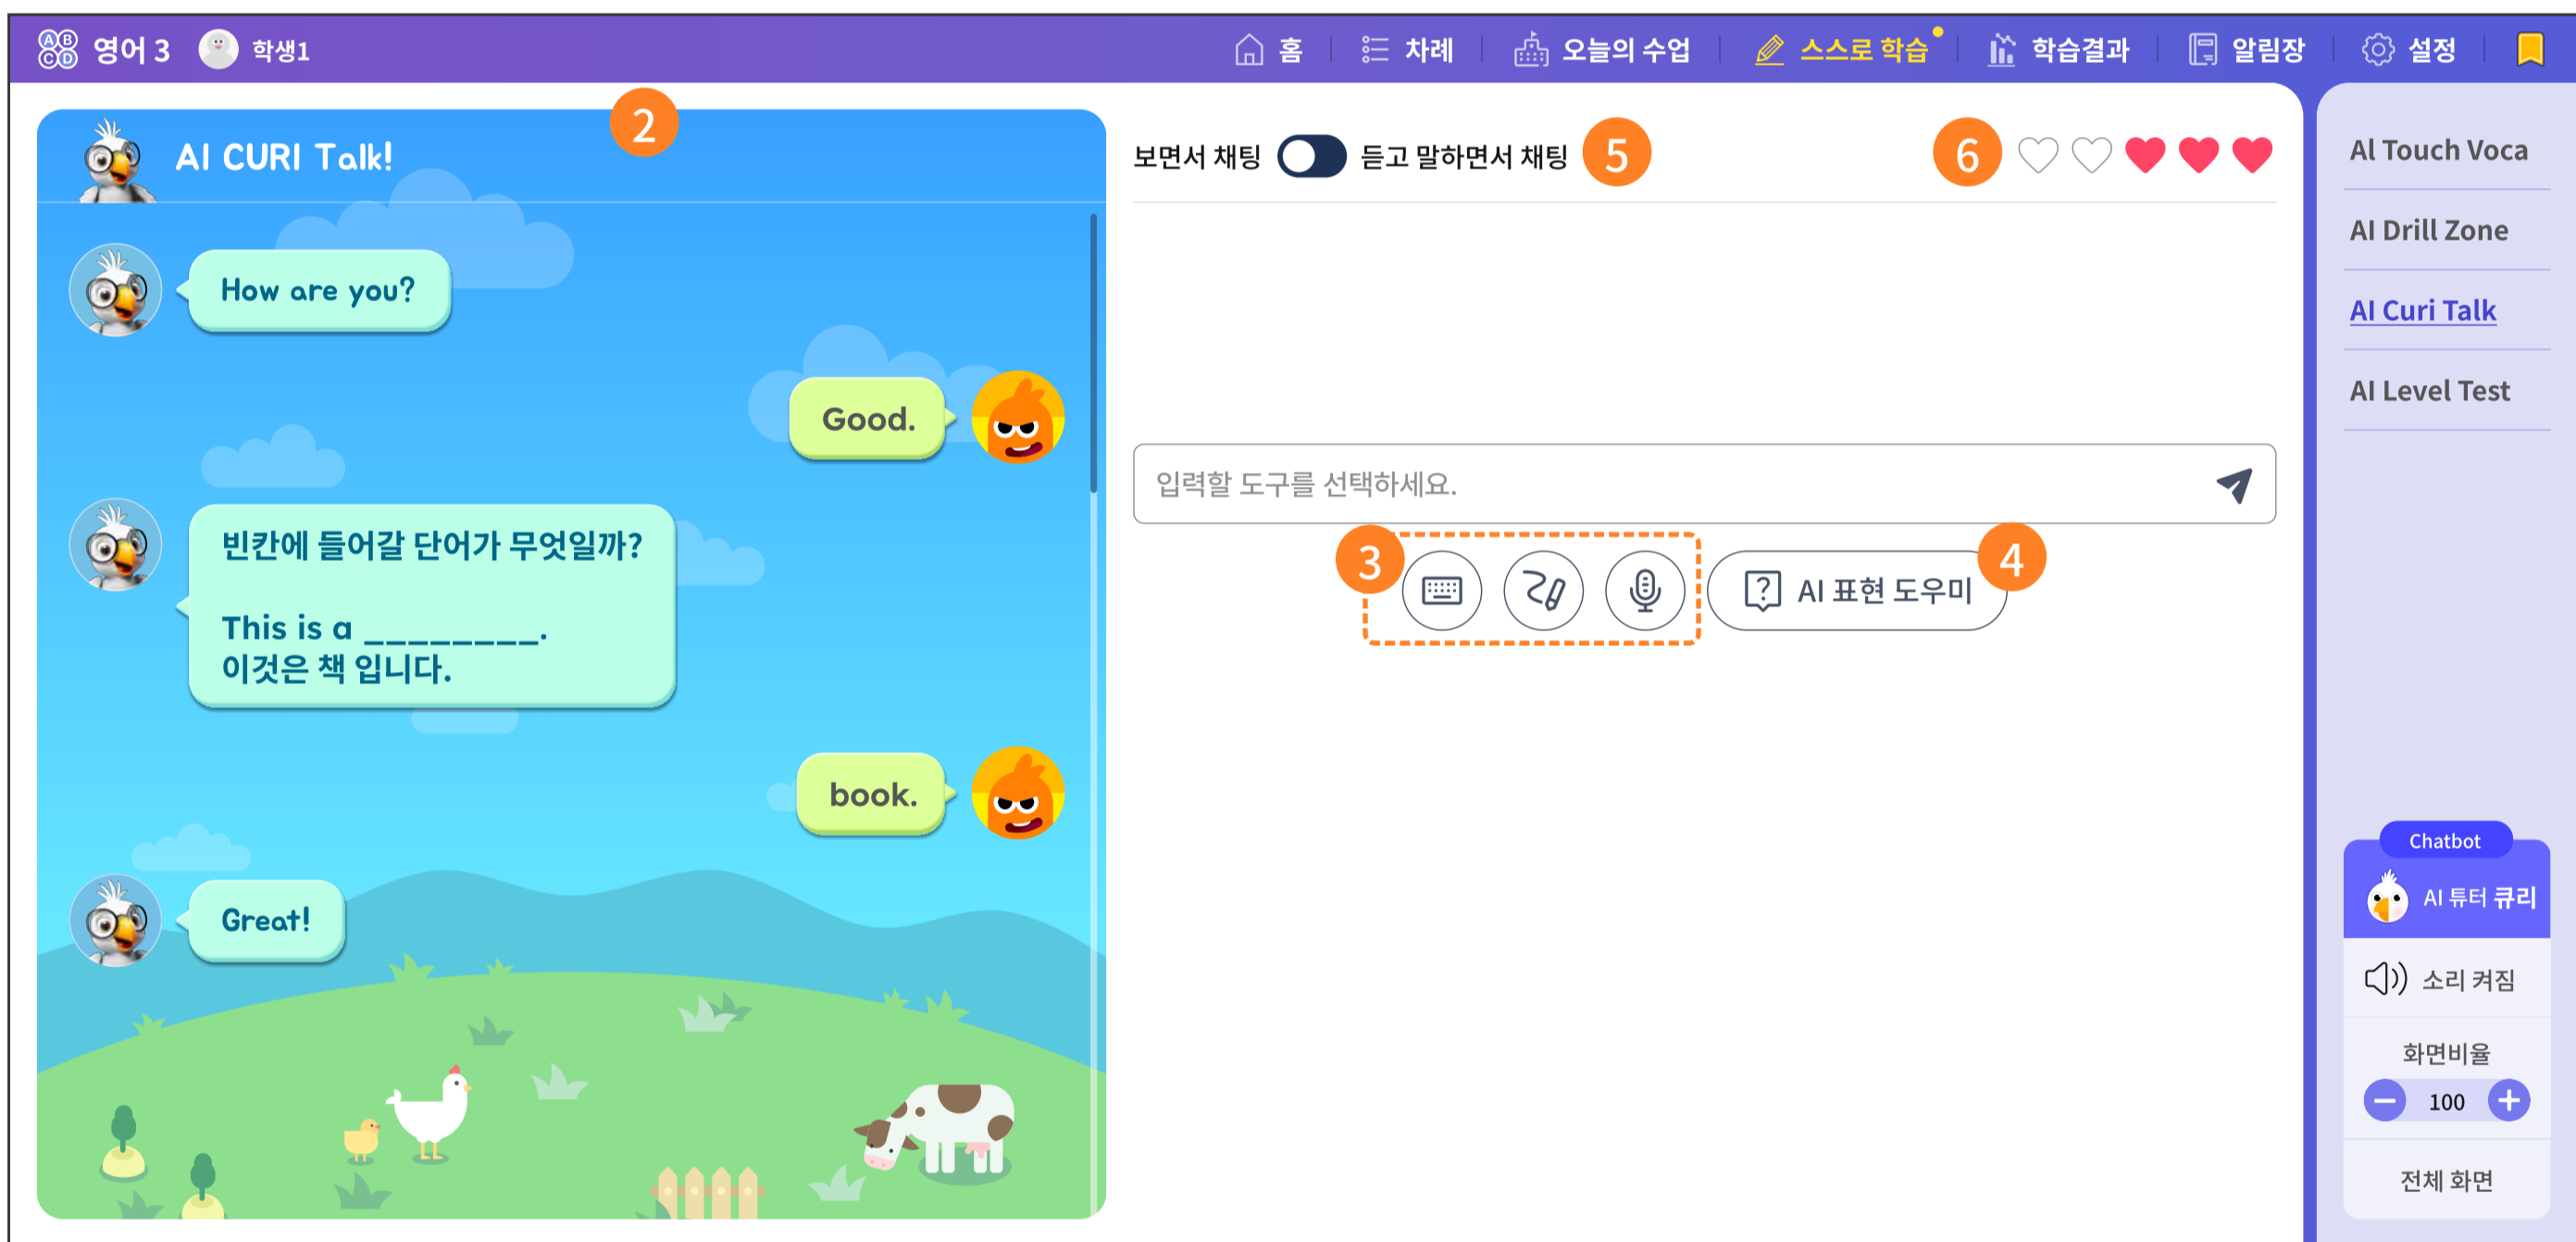 영어 3
학생1
홈
차례
오늘의 수업
스스로 학습
학습결과
알림장
설정
AI CURI Talk!
2
How are you?
Good.
빈칸에 들어갈 단어가 무엇일까?
This is a ________.
이것은 책 입니다.
book.
Great!
보면서 채팅
듣고 말하면서 채팅
5
6
입력할 도구를 선택하세요.
3
AI 표현 도우미
4
AI Touch Voca
AI Drill Zone
AI Curi Talk
AI Level Test
Chatbot
AI 튜터 큐리
소리 켜짐
화면비율
100
전체 화면